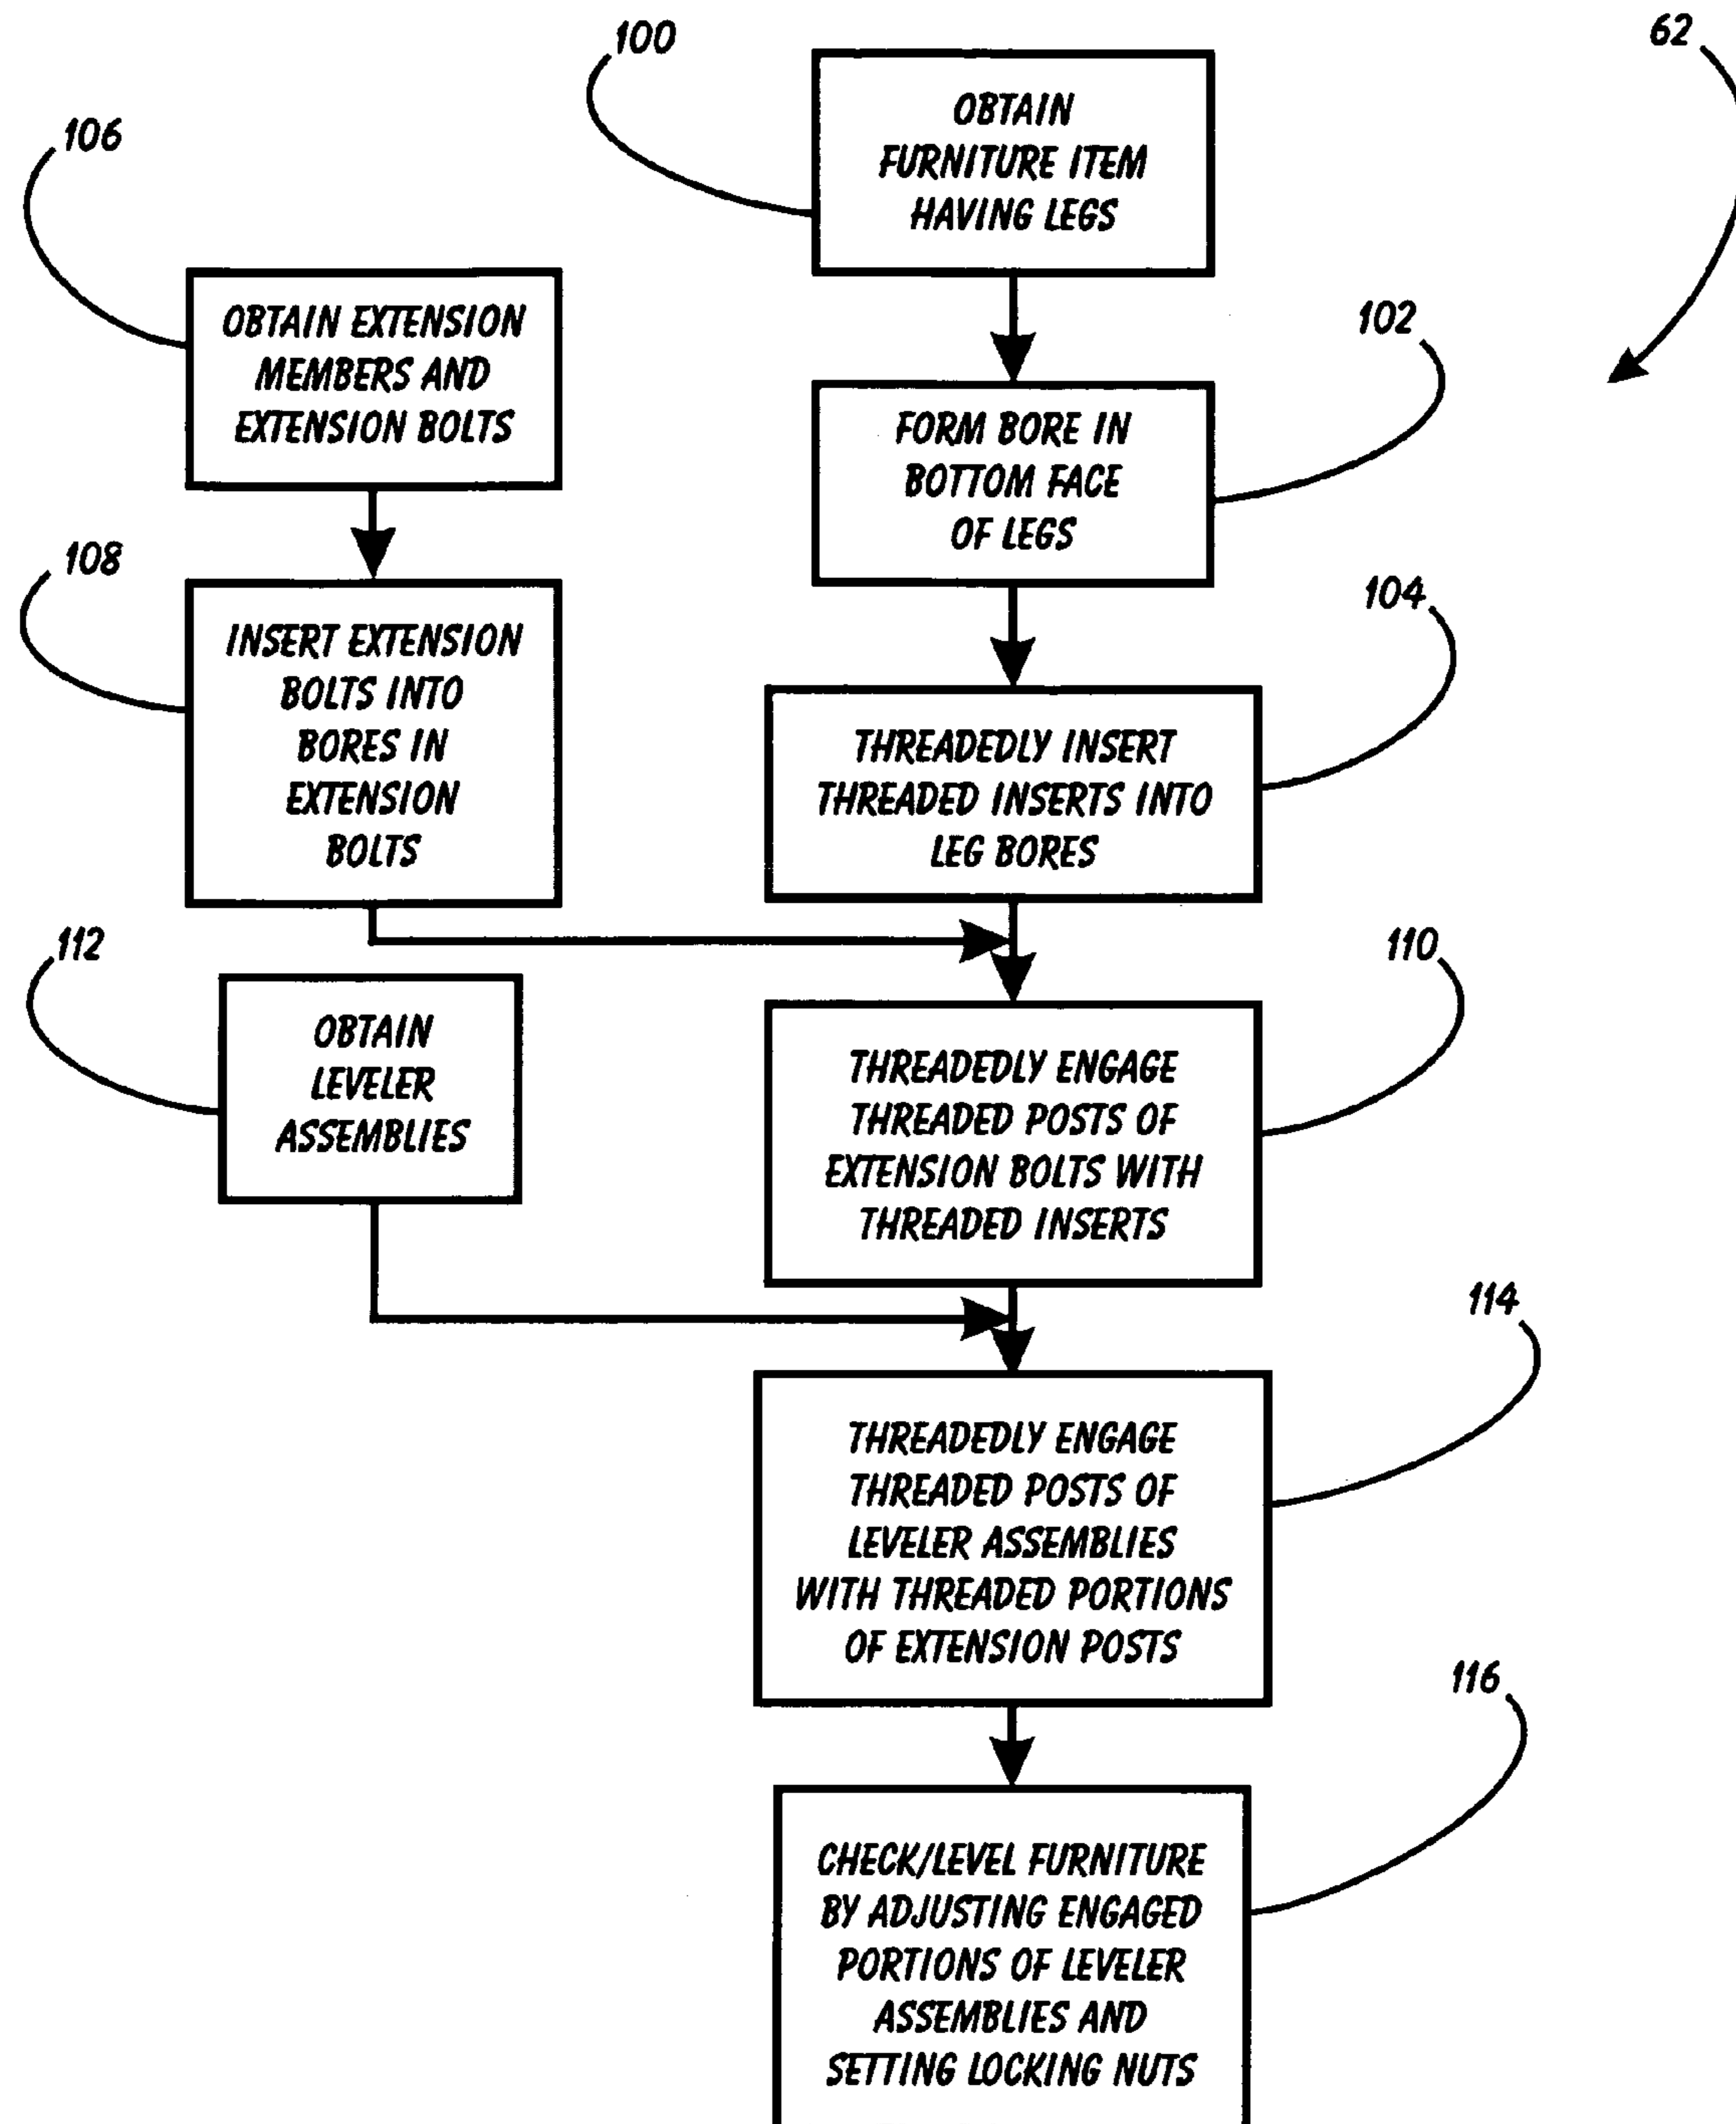 100
62
OBTAIN
FURNITURE ITEM
HAVING LEGS
106
OBTAIN EXTENSION
MEMBERS AND
EXTENSION BOLTS
102
FORM BORE IN
BOTTOM FACE
OF LEGS
108
INSERT EXTENSION
BOLTS INTO
BORES IN
EXTENSION
BOLTS
104
THREADEDLY INSERT
THREADED INSERTS INTO
LEG BORES
112
OBTAIN
LEVELER
ASSEMBLIES
110
THREADEDLY ENGAGE
THREADED POSTS OF
EXTENSION BOLTS WITH
THREADED INSERTS
114
THREADEDLY ENGAGE
THREADED POSTS OF
LEVELER ASSEMBLIES
WITH THREADED PORTIONS
OF EXTENSION POSTS
116
CHECK/LEVEL FURNITURE
BY ADJUSTING ENGAGED
PORTIONS OF LEVELER
ASSEMBLIES AND
SETTING LOCKING NUTS